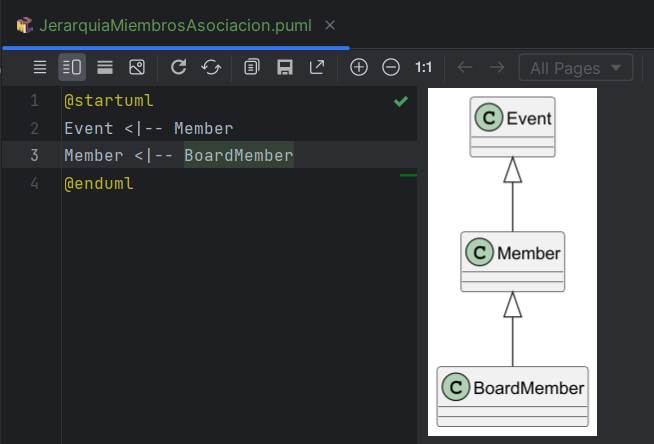 JerarquiaMiembrosAsociacion.puml
1:1
All Pages
1 @startuml
2 Event <|-- Member
3 Member <|-- BoardMember
4 @enduml
C Event
C Member
C BoardMember